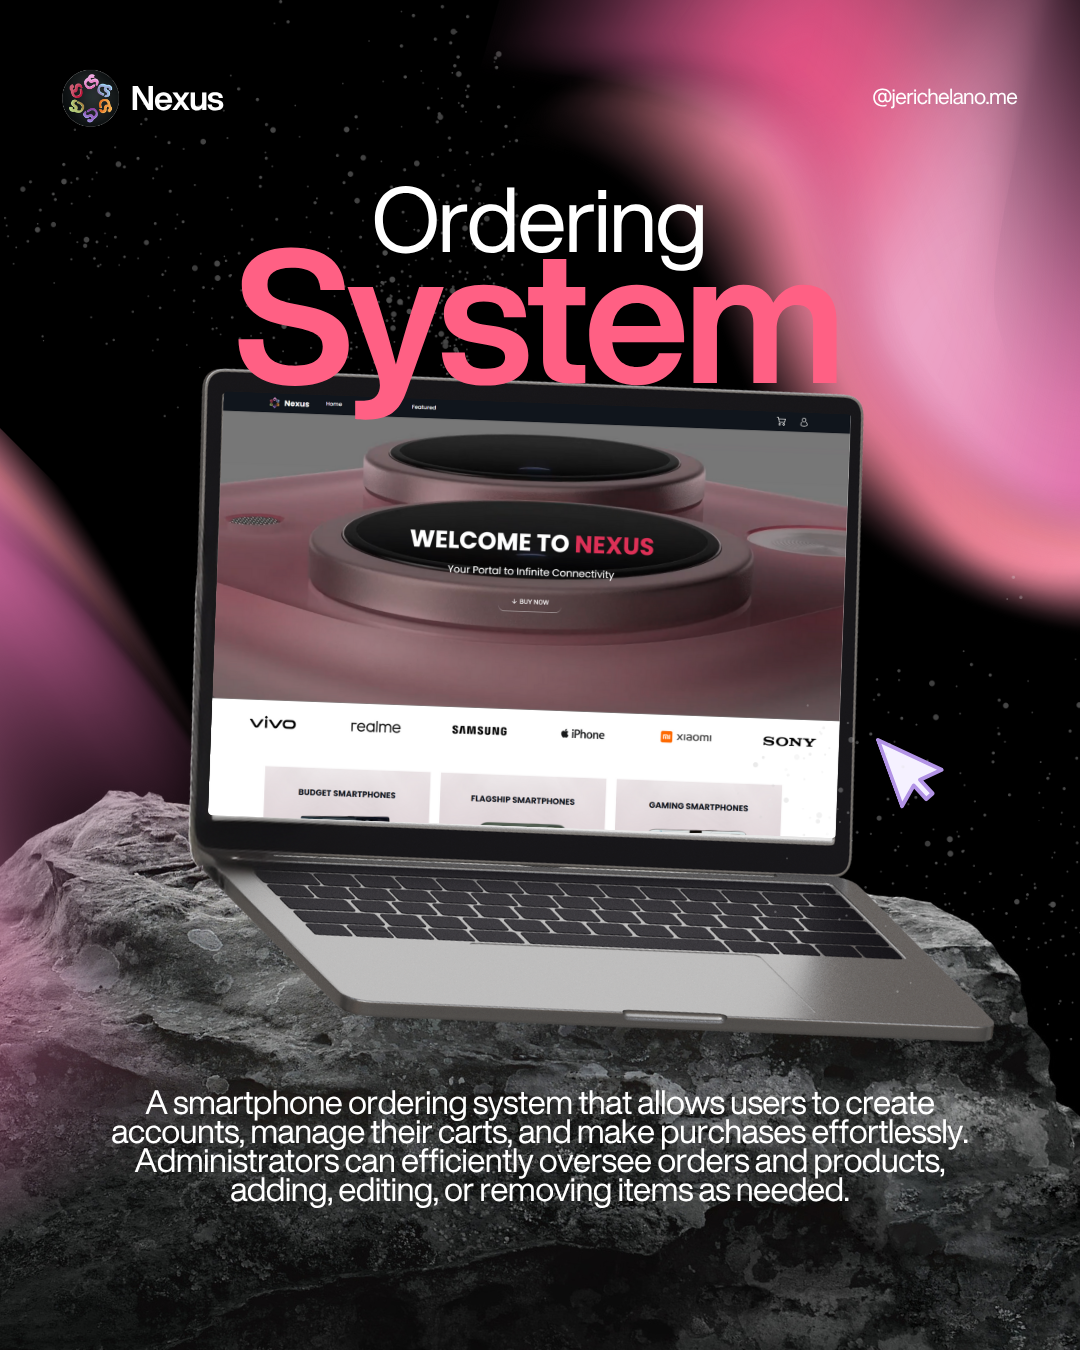 Nexus
@jerichelano.me
Ordering
System
Nexus Home Featured
WELCOME TO NEXUS
Your Portal to Infinite Connectivity
↓ BUY NOW
vivo realme SAMSUNG iPhone mi xiaomi SONY
BUDGET SMARTPHONES FLAGSHIP SMARTPHONES GAMING SMARTPHONES
A smartphone ordering system that allows users to create
accounts, manage their carts, and make purchases effortlessly.
Administrators can efficiently oversee orders and products,
adding, editing, or removing items as needed.